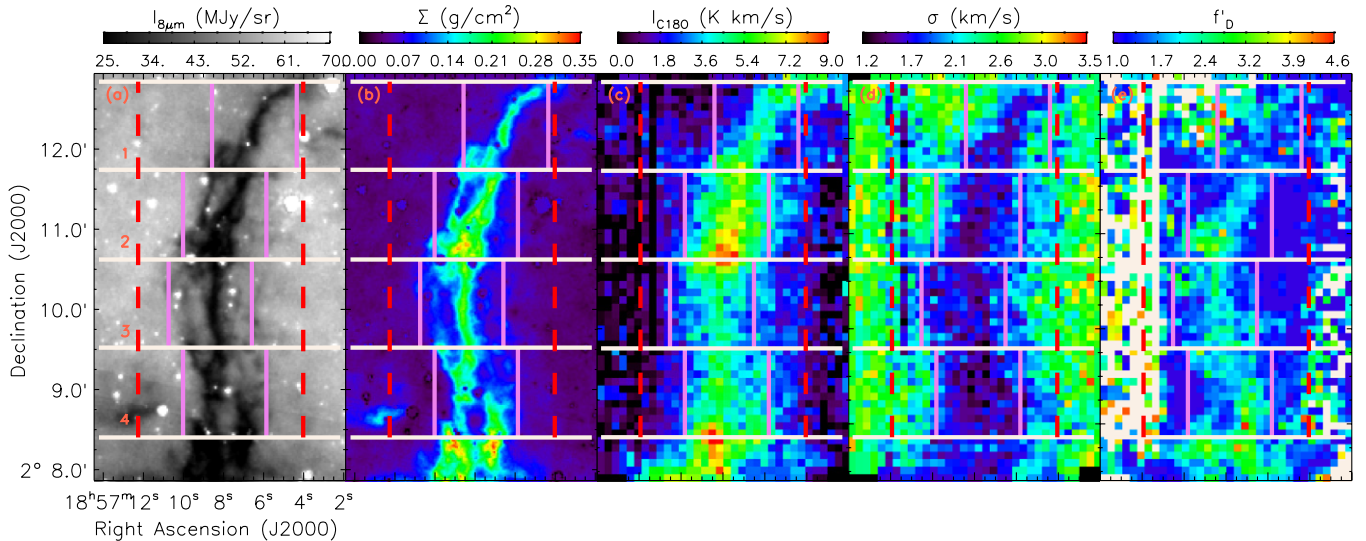 I8μm (MJy/sr) Σ (g/cm²) IC18O (K km/s) σ (km/s) f'D
25. 34. 43. 52. 61. 700.00 0.07 0.14 0.21 0.28 0.35 0.0 1.8 3.6 5.4 7.2 9.0 1.2 1.7 2.1 2.6 3.0 3.5 1.0 1.7 2.4 3.2 3.9 4.6
(a) (b) (c) (d) (e)
12.0'
1
11.0'
2
10.0'
3
9.0'
4
2° 8.0'
Declination (J2000)
18h57m12s 10s 8s 6s 4s 2s
Right Ascension (J2000)